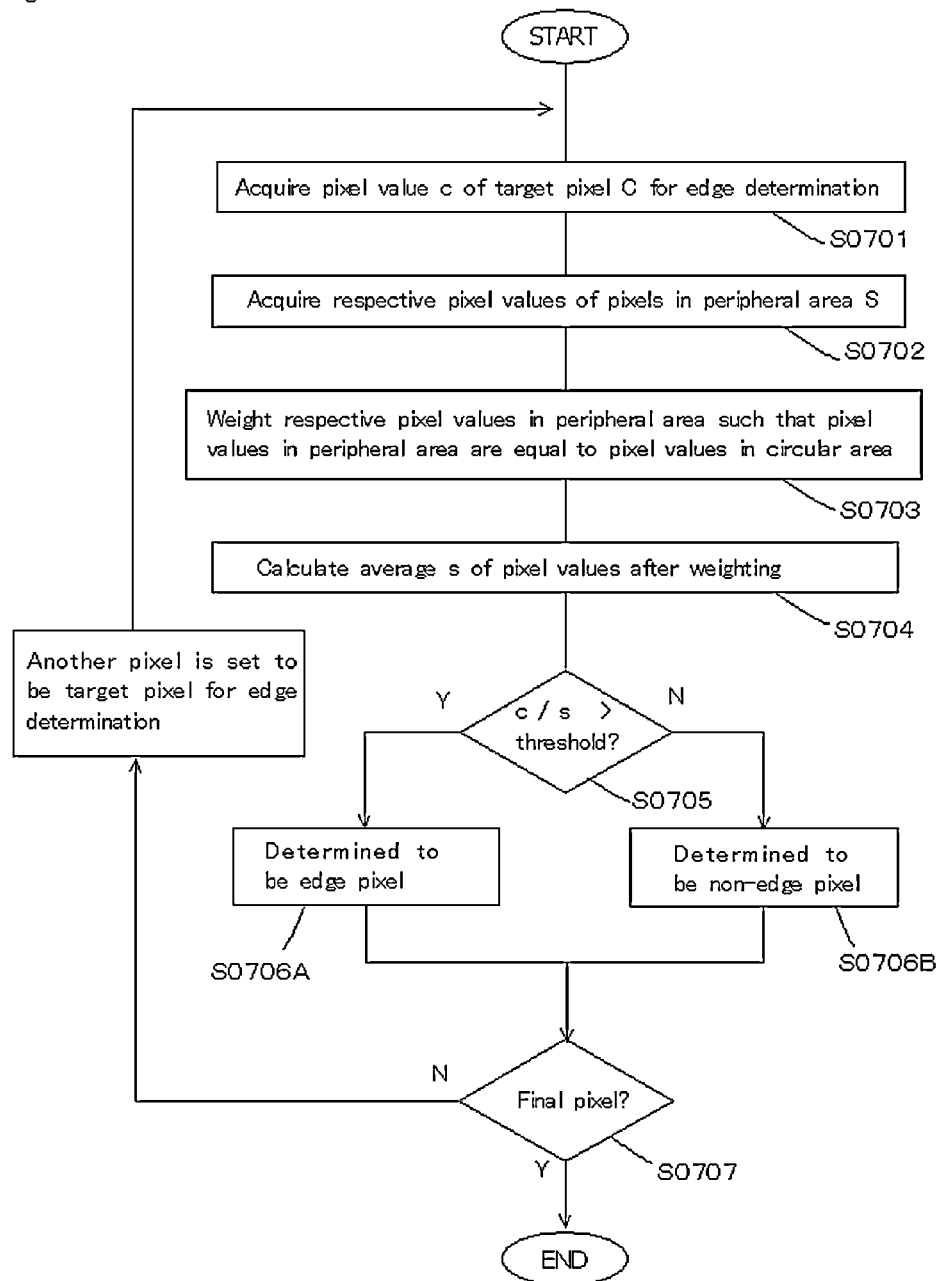 START
Acquire pixel value c of target pixel C for edge determination
S0701
Acquire respective pixel values of pixels in peripheral area S
S0702
Weight respective pixel values in peripheral area such that pixel
values in peripheral area are equal to pixel values in circular area
S0703
Calculate average s of pixel values after weighting
S0704
Another pixel is set to
be target pixel for edge
determination
Y
c / s >
threshold?
N
S0705
Determined to
be edge pixel
S0706A
Determined to
be non-edge pixel
S0706B
N
Final pixel?
S0707
Y
END